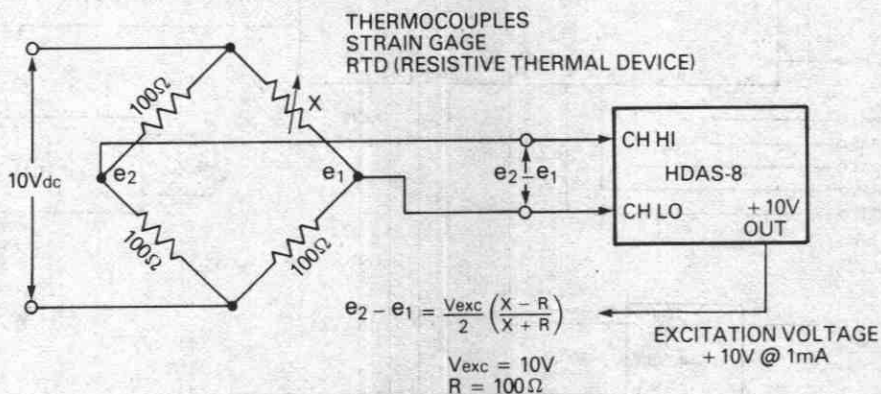 THERMOCOUPLES
STRAIN GAGE
RTD (RESISTIVE THERMAL DEVICE)
100Ω
X
10Vdc
e2
e1
100Ω
100Ω
e2 – e1
CH HI
HDAS-8
CH LO
+ 10V
OUT
e2 – e1 = Vexc/2 (X – R / X + R)
Vexc = 10V
R = 100Ω
EXCITATION VOLTAGE
+ 10V @ 1mA